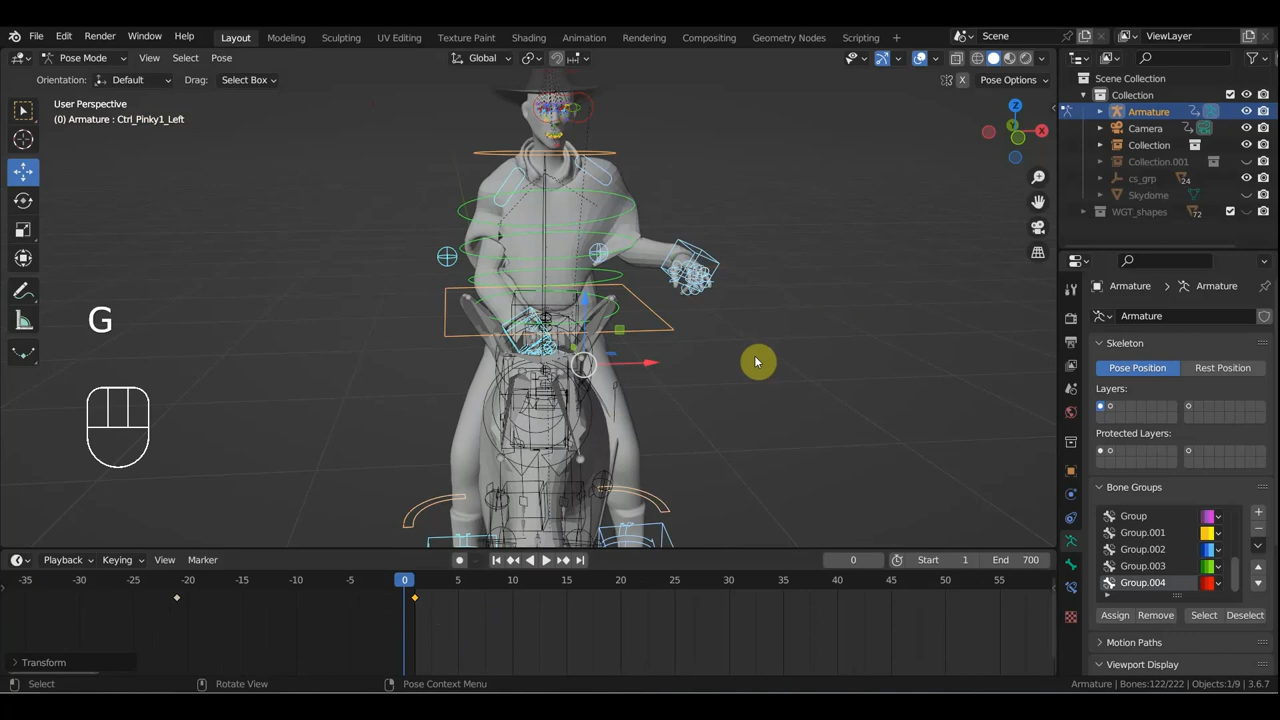 File Edit Render Window Help Layout Modeling Sculpting UV Editing Texture Paint Shading Animation Rendering Compositing Geometry Nodes Scripting Scene ViewLayer
Pose Mode View Select Pose Global
Orientation: Default Drag: Select Box X Pose Options
User Perspective
(0) Armature : Ctrl_Pinky1_Left
Scene Collection
Collection
Armature
Camera
Collection
Collection.001
cs_grp 24
Skydome
WGT_shapes 72
X
Y
Z
G
Armature Armature
Armature
Skeleton
Pose Position Rest Position
Layers:
Protected Layers:
Bone Groups
Group
Group.001
Group.002
Group.003
Group.004
Assign Remove Select Deselect
Motion Paths
Viewport Display
Playback Keying View Marker 0 Start 1 End 700
-35 -30 -25 -20 -15 -10 -5 0 5 10 15 20 25 30 35 40 45 50 55
Transform
Select Rotate View Pose Context Menu Armature | Bones:122/222 | Objects:1/9 | 3.6.7